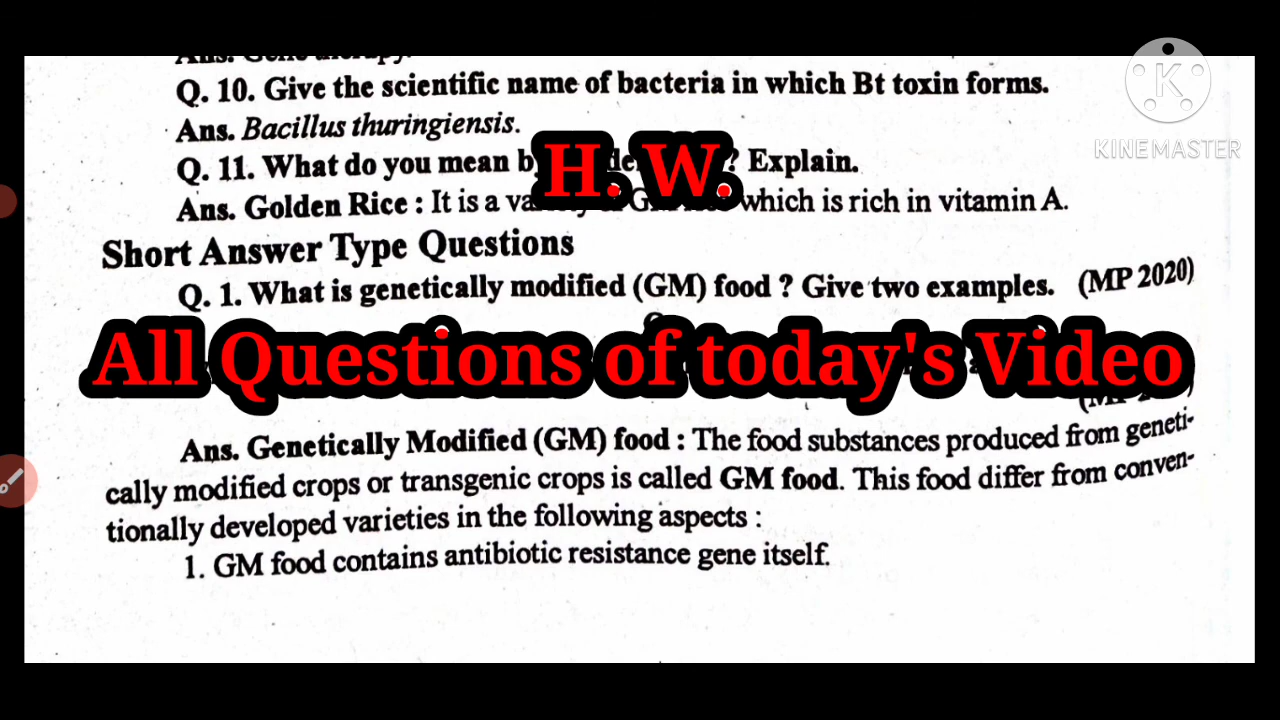 Ans. Gene therapy.
Q. 10. Give the scientific name of bacteria in which Bt toxin forms.
Ans. Bacillus thuringiensis.
KINEMASTER
Q. 11. What do you mean ? Explain.
H. W.
Ans. Golden Rice : It is a which is rich in vitamin A.
Short Answer Type Questions
Q. 1. What is genetically modified (GM) food ? Give two examples. (MP 2020)
All Questions of today's Video
Ans. Genetically Modified (GM) food : The food substances produced from geneti-
cally modified crops or transgenic crops is called GM food. This food differ from conven-
tionally developed varieties in the following aspects :
1. GM food contains antibiotic resistance gene itself.